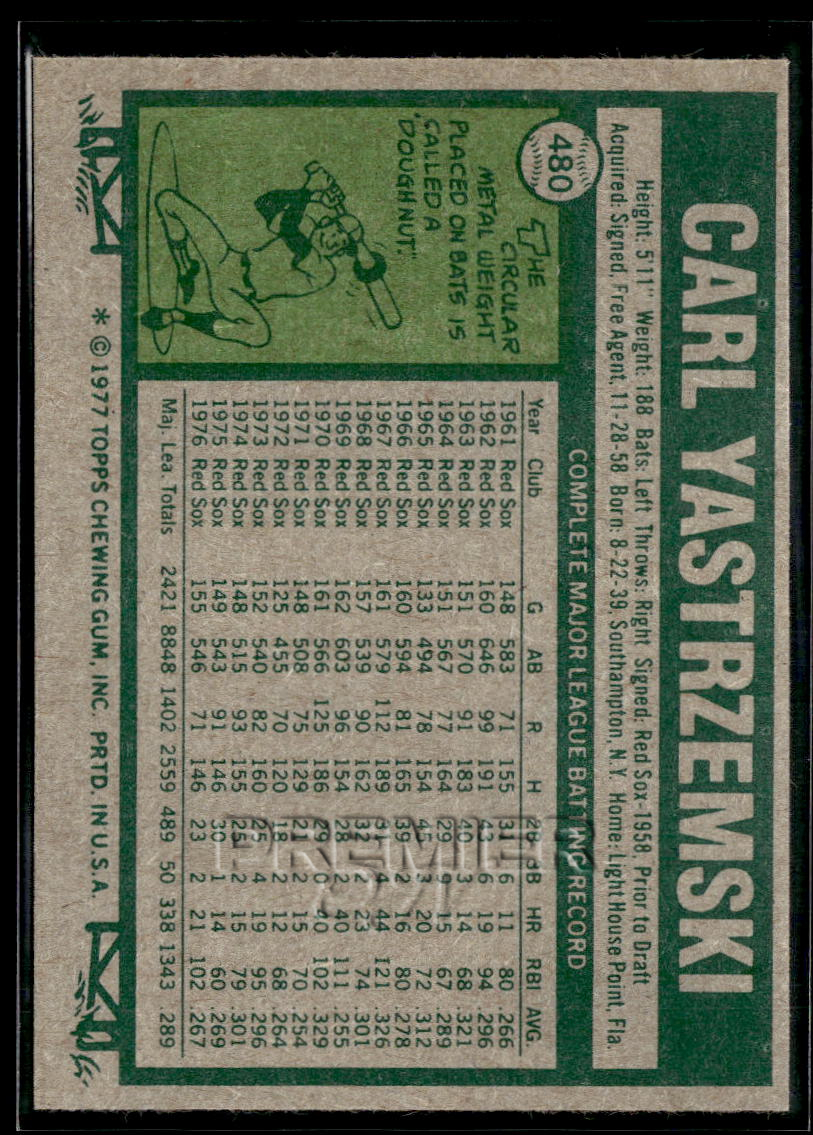 CARL YASTRZEMSKI
480
Height: 5'11" Weight: 188 Bats: Left Throws: Right Signed: Red Sox-1958, Prior to Draft
Acquired: Signed, Free Agent, 11-28-58 Born: 8-22-39, Southampton, N.Y. Home: Light House Point, Fla.
THE
CIRCULAR
METAL WEIGHT
PLACED ON BATS IS
CALLED A
"DOUGHNUT."
COMPLETE MAJOR LEAGUE BATTING RECORD
Year Club G AB R H 2B 3B HR RBI AVG.
1961 Red Sox 148 583 71 155 31 6 11 80 .266
1962 Red Sox 160 646 99 191 43 6 19 94 .296
1963 Red Sox 151 570 91 183 40 3 14 68 .321
1964 Red Sox 151 567 77 164 29 9 15 67 .289
1965 Red Sox 133 494 78 154 45 3 20 72 .312
1966 Red Sox 160 594 81 165 39 2 16 80 .278
1967 Red Sox 161 579 112 189 31 4 44 121 .326
1968 Red Sox 157 539 90 162 32 2 23 74 .301
1969 Red Sox 162 603 96 154 28 2 40 111 .255
1970 Red Sox 161 566 125 186 29 0 40 102 .329
1971 Red Sox 148 508 75 129 21 2 15 70 .254
1972 Red Sox 125 455 70 120 18 2 12 68 .264
1973 Red Sox 152 540 82 160 25 4 19 95 .296
1974 Red Sox 148 515 93 155 25 2 15 79 .301
1975 Red Sox 149 543 91 146 30 1 14 60 .269
1976 Red Sox 155 546 71 146 23 2 21 102 .267
Maj. Lea. Totals 2421 8848 1402 2559 489 50 338 1343 .289
* © 1977 TOPPS CHEWING GUM, INC. PRTD. IN U.S.A.
PREMIER